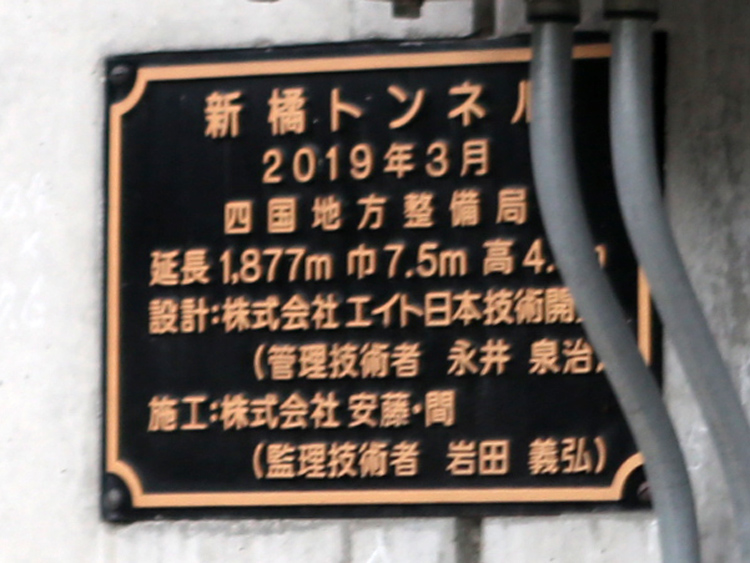 新橘トンネ
2019年3月
四国地方整備局
延長1,877m 巾7.5m 高4.
設計:株式会社エイト日本技術開
(管理技術者 永井 泉治)
施工:株式会社安藤・間
(監理技術者 岩田 義弘)